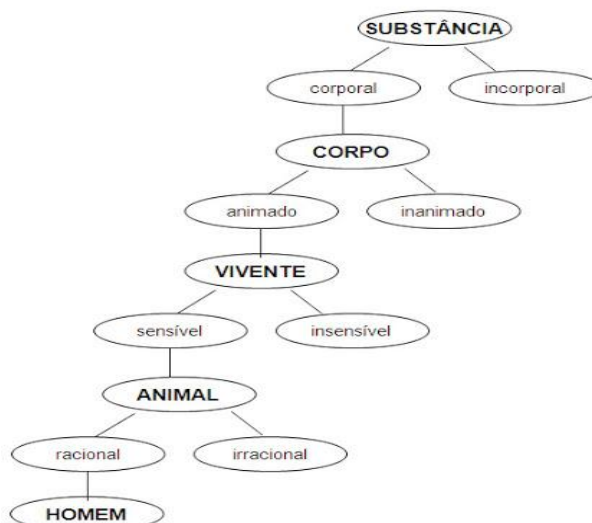 SUBSTÂNCIA
corporal
incorporal
CORPO
animado
inanimado
VIVENTE
sensível
insensível
ANIMAL
racional
irracional
HOMEM